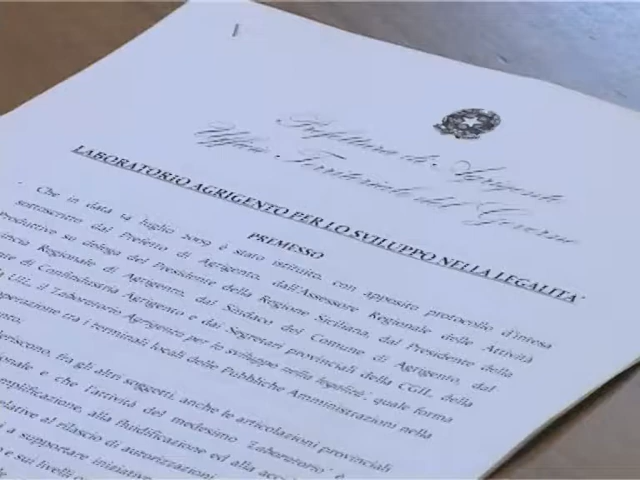 Prefettura di Agrigento
Ufficio Territoriale del Governo
LABORATORIO AGRIGENTO PER LO SVILUPPO NELLA LEGALITA'
PREMESSO
Che in data 14 luglio 2009 è stato istituito, con apposito protocollo d'intesa
sottoscritto dal Prefetto di Agrigento, dall'Assessore Regionale delle Attività
Produttive su delega del Presidente della Regione Siciliana, dal Presidente della
Regionale di Agrigento, dal Sindaco del Comune di Agrigento, dal
di Confindustria Agrigento e dai Segretari provinciali della CGIL, della
UIL, il Laboratorio Agrigento per lo sviluppo nella legalità, quale forma
tra i terminali locali delle Pubbliche Amministrazioni nella
fra gli altri soggetti, anche le articolazioni provinciali
e che l'attività del medesimo "Laboratorio" è
alla fluidificazione ed alla
al rilascio di autorizzazioni
a supportare iniziative
e sui livelli